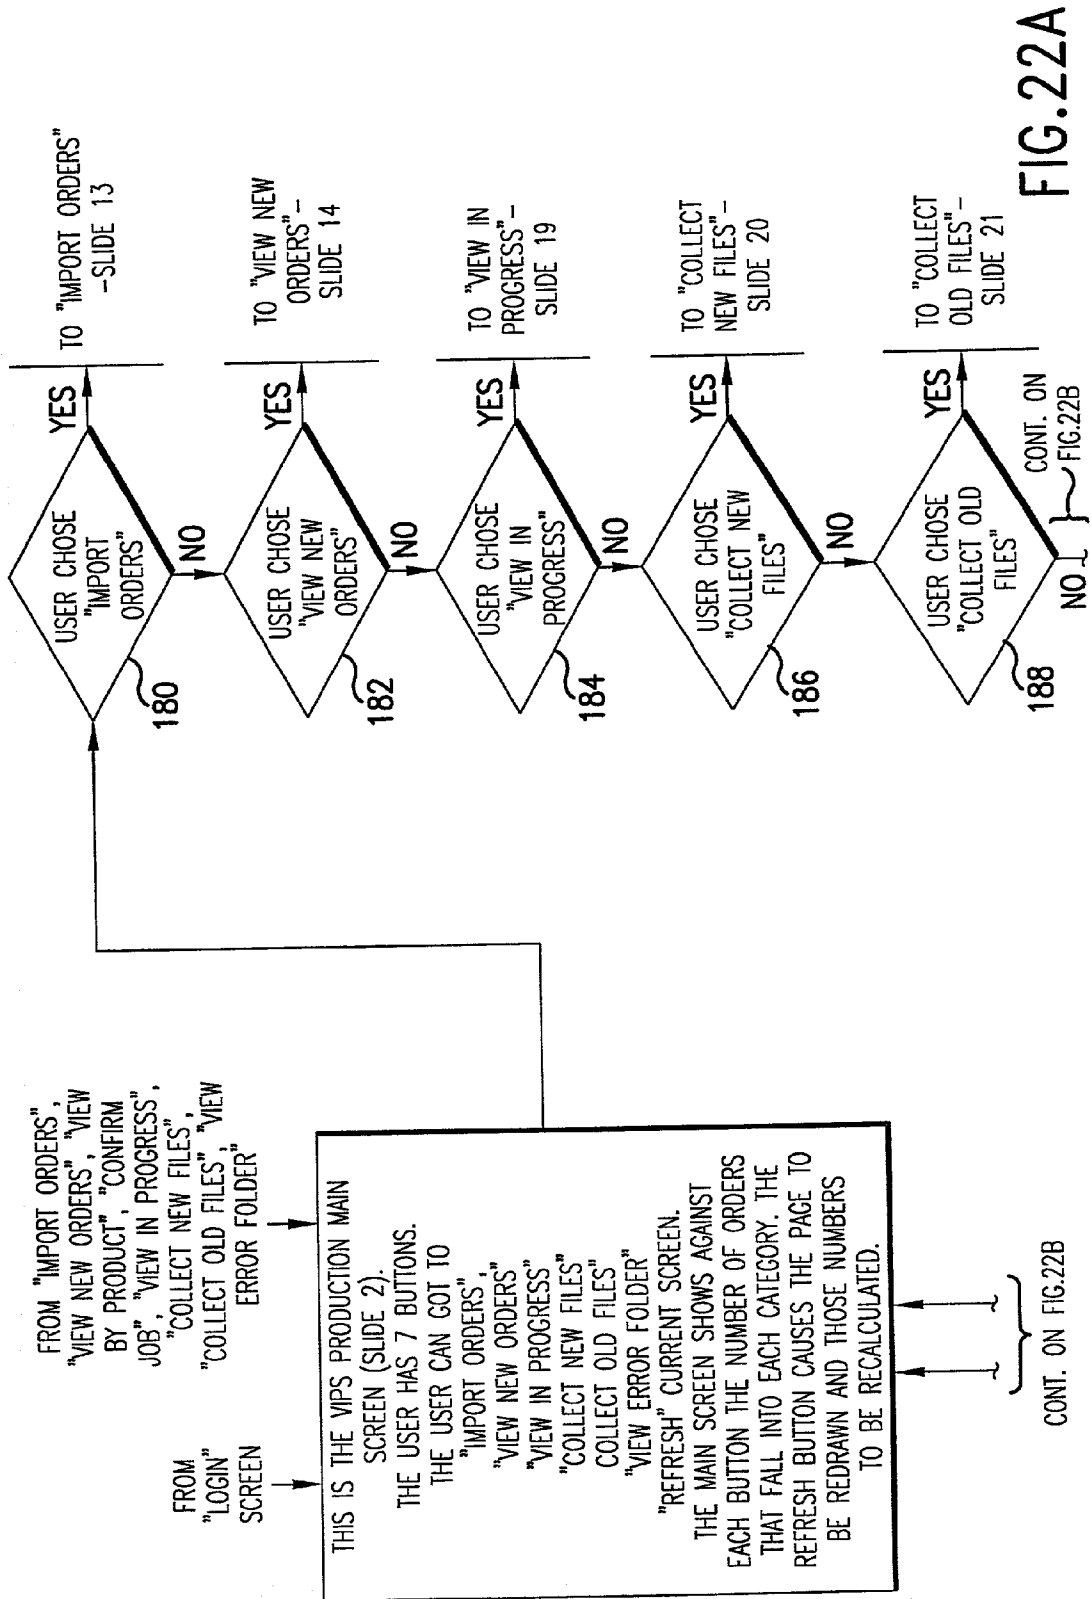 FROM
"LOGIN"
SCREEN
FROM "IMPORT ORDERS",
"VIEW NEW ORDERS", "VIEW
BY PRODUCT", "CONFIRM
JOB", "VIEW IN PROGRESS",
"COLLECT NEW FILES",
"COLLECT OLD FILES", "VIEW
ERROR FOLDER"
THIS IS THE VIPS PRODUCTION MAIN
SCREEN (SLIDE 2).
THE USER HAS 7 BUTTONS.
THE USER CAN GOT TO
"IMPORT ORDERS",
"VIEW NEW ORDERS"
"VIEW IN PROGRESS"
"COLLECT NEW FILES"
COLLECT OLD FILES"
"VIEW ERROR FOLDER"
"REFRESH" CURRENT SCREEN.
THE MAIN SCREEN SHOWS AGAINST
EACH BUTTON THE NUMBER OF ORDERS
THAT FALL INTO EACH CATEGORY. THE
REFRESH BUTTON CAUSES THE PAGE TO
BE REDRAWN AND THOSE NUMBERS
TO BE RECALCULATED.
CONT. ON FIG.22B
USER CHOSE
"IMPORT
ORDERS"
180
YES
NO
TO "IMPORT ORDERS"
-SLIDE 13
USER CHOSE
"VIEW NEW
ORDERS"
182
YES
NO
TO "VIEW NEW
ORDERS"-
SLIDE 14
USER CHOSE
"VIEW IN
PROGRESS"
184
YES
NO
TO "VIEW IN
PROGRESS"-
SLIDE 19
USER CHOSE
"COLLECT NEW
FILES"
186
YES
NO
TO "COLLECT
NEW FILES"-
SLIDE 20
USER CHOSE
"COLLECT OLD
FILES"
188
YES
NO
TO "COLLECT
OLD FILES"-
SLIDE 21
CONT. ON
FIG.22B
FIG.22A